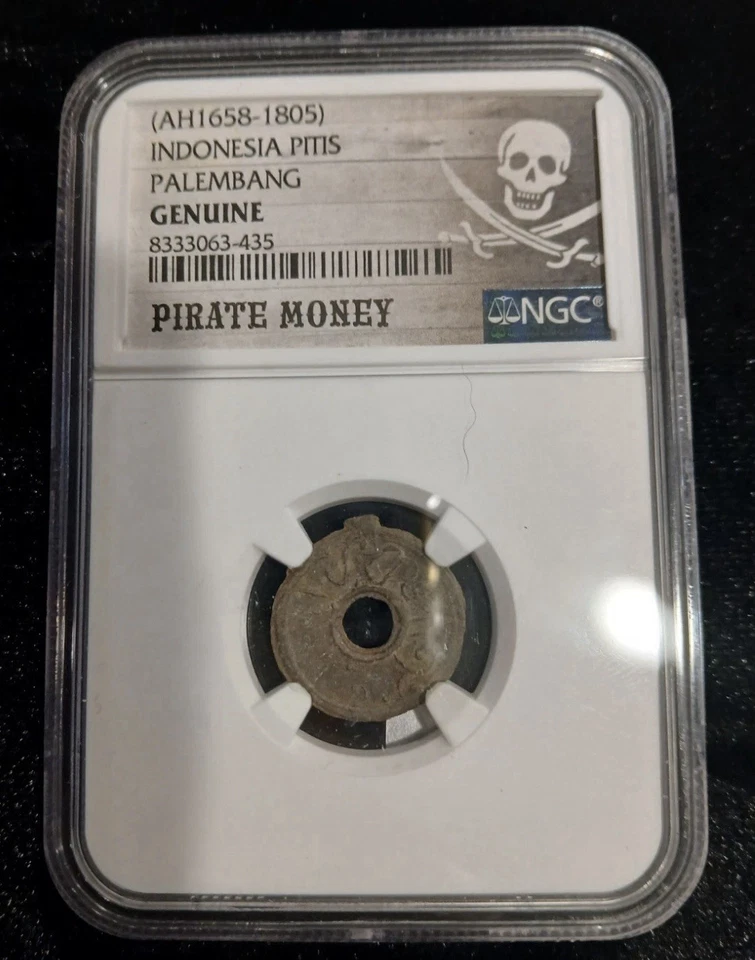 (AH1658-1805)
INDONESIA PITIS
PALEMBANG
GENUINE
8333063-435
PIRATE MONEY
NGC®